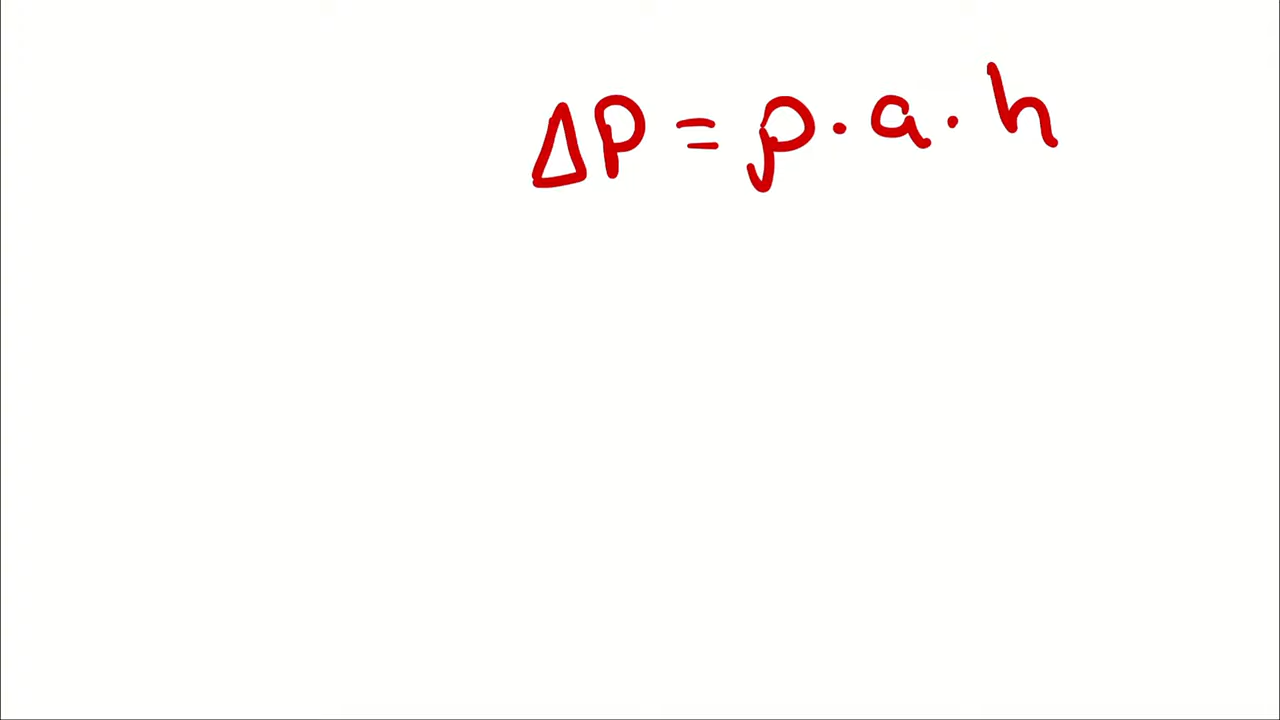 ΔP = ρ · a · h